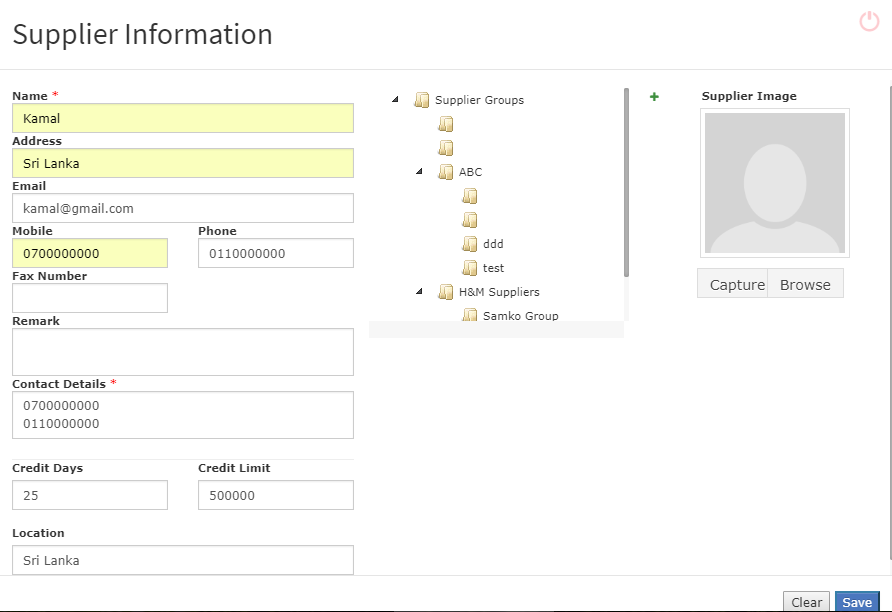 Supplier Information
Name *
Kamal
Address
Sri Lanka
Email
kamal@gmail.com
Mobile
Phone
0700000000
0110000000
Fax Number
Remark
Contact Details *
0700000000
0110000000
Credit Days
Credit Limit
25
500000
Location
Sri Lanka
Supplier Groups
ABC
ddd
test
H&M Suppliers
Samko Group
Supplier Image
Capture
Browse
Clear
Save